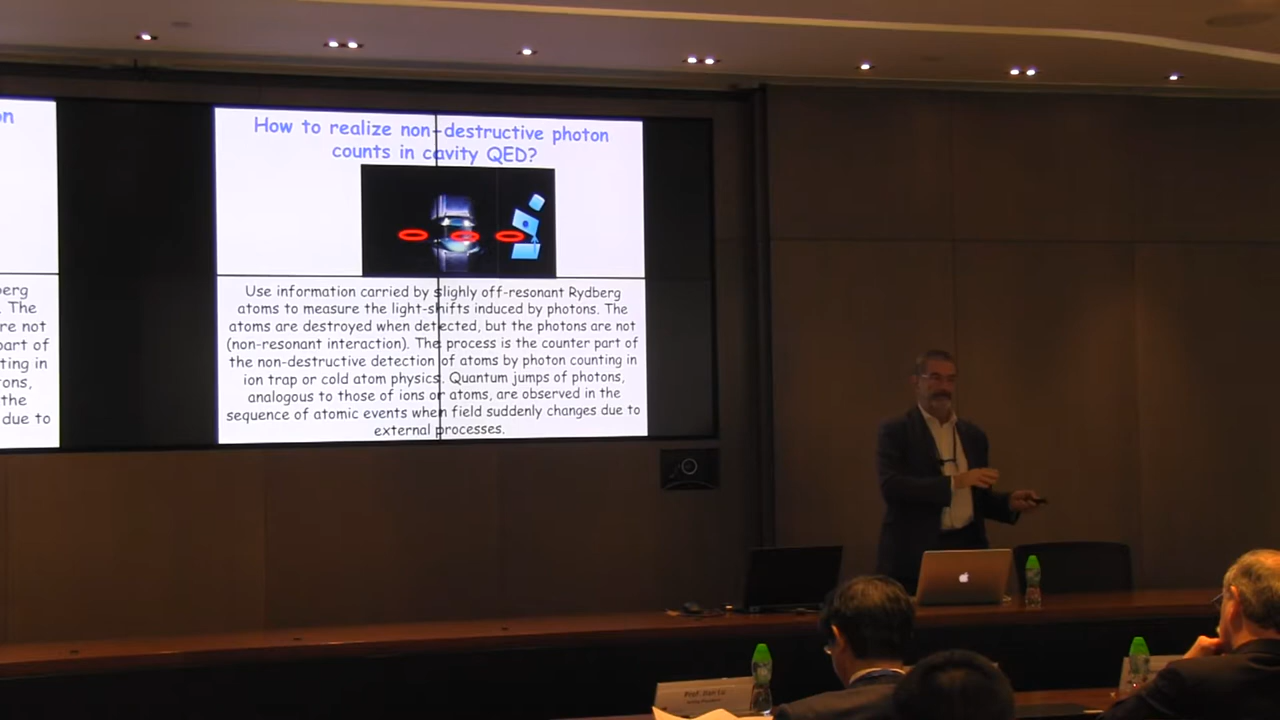 on
erg
. The
re not
part of
ting in
tons,
the
due to
How to realize non-destructive photon
counts in cavity QED?
Use information carried by slighly off-resonant Rydberg
atoms to measure the light-shifts induced by photons. The
atoms are destroyed when detected, but the photons are not
(non-resonant interaction). The process is the counter part of
the non-destructive detection of atoms by photon counting in
ion trap or cold atom physics. Quantum jumps of photons,
analogous to those of ions or atoms, are observed in the
sequence of atomic events when field suddenly changes due to
external processes.
Prof. Jian Lu